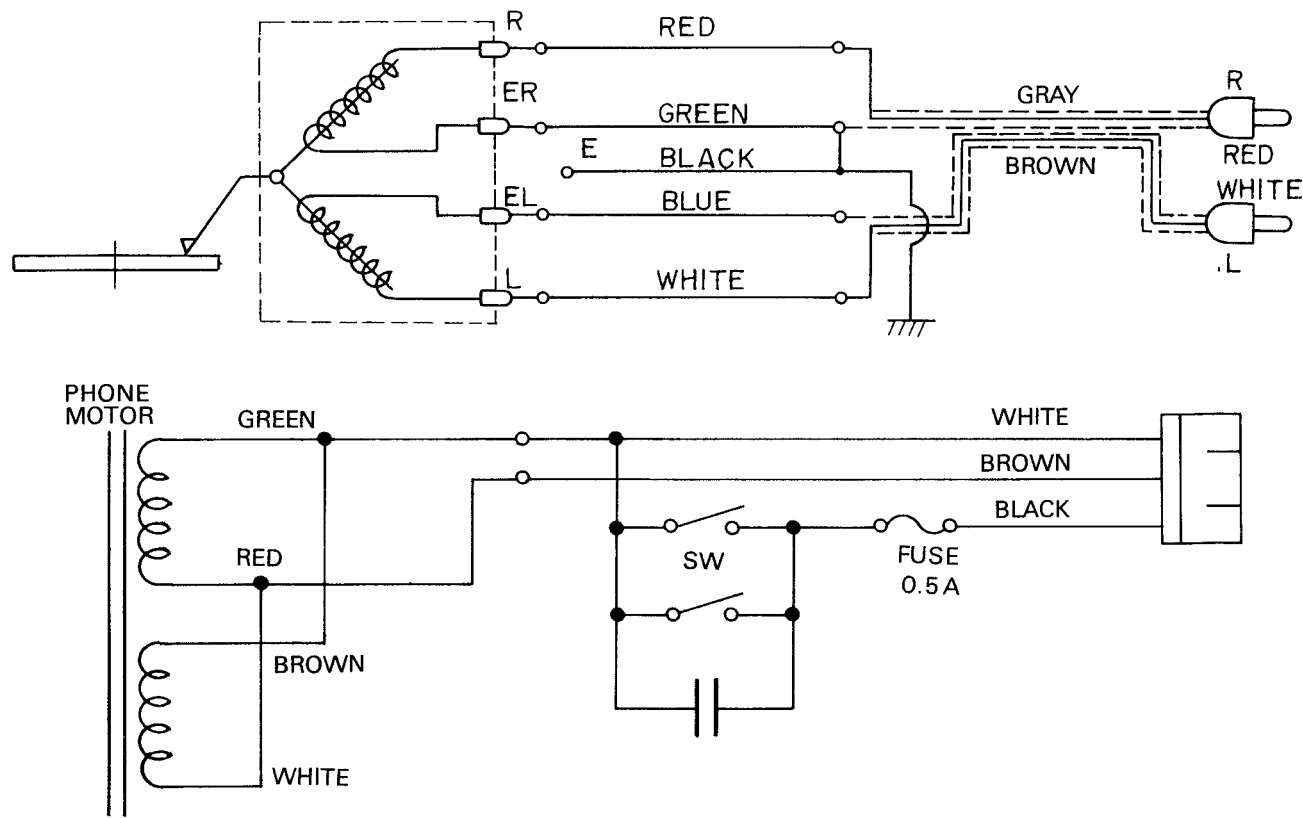 R
RED
ER
GREEN
E
BLACK
EL
BLUE
L
WHITE
GRAY
BROWN
R
RED
WHITE
.L
PHONE
MOTOR
GREEN
RED
BROWN
WHITE
SW
FUSE
0.5A
WHITE
BROWN
BLACK